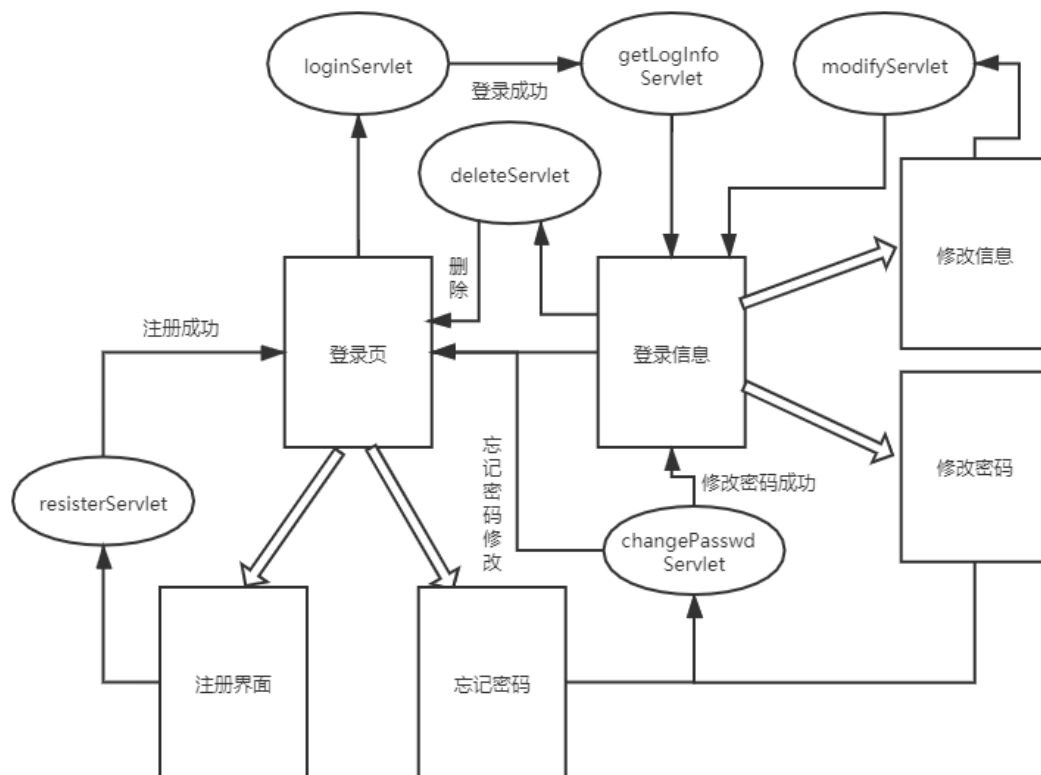 loginServlet
getLogInfo
Servlet
modifyServlet
登录成功
deleteServlet
删
除
修改信息
注册成功
登录页
登录信息
忘
记
密
码
修
改
修改密码
修改密码成功
resisterServlet
changePasswd
Servlet
注册界面
忘记密码